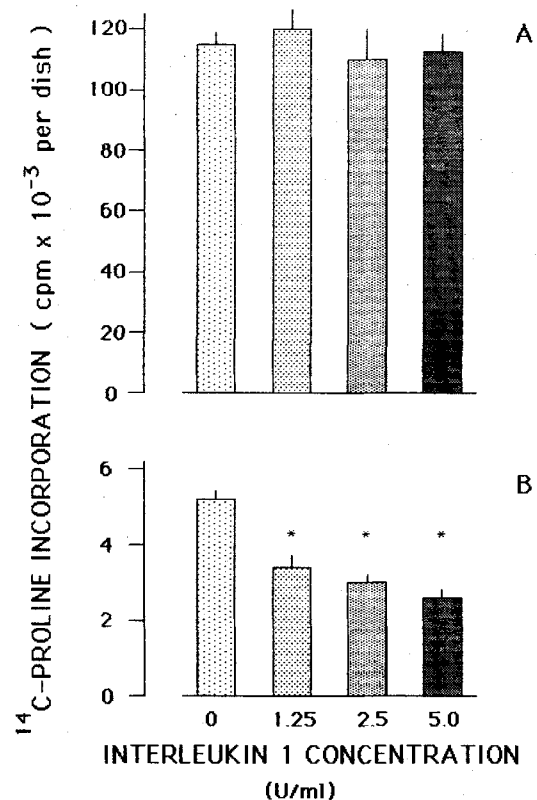 A
120
100
80
60
40
20
0
B
6
4
2
0
* * *
0 1.25 2.5 5.0
INTERLEUKIN 1 CONCENTRATION
(U/ml)
¹⁴C-PROLINE INCORPORATION ( cpm x 10⁻³ per dish )